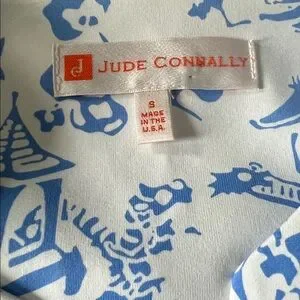 J JUDE CONNALLY
S
MADE
IN THE
U.S.A.